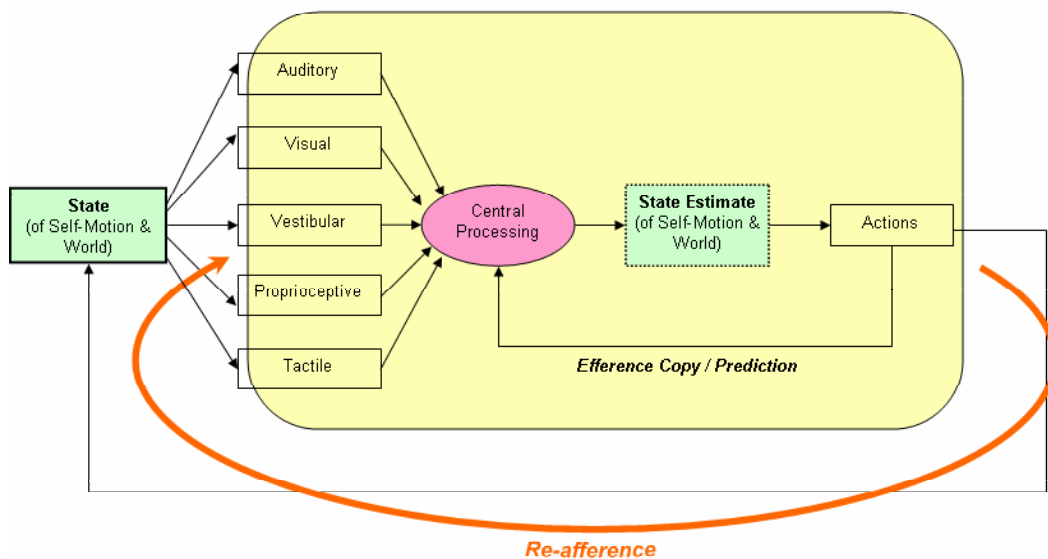 Auditory
Visual
State
(of Self-Motion &
World)
Vestibular
Central
Processing
State Estimate
(of Self-Motion &
World)
Actions
Proprioceptive
Tactile
Efference Copy / Prediction
Re-afference